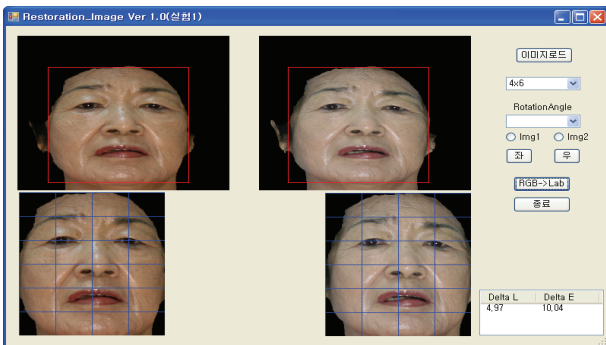 Restoration_Image Ver 1.0(실험1)
이미지로드
4x6
RotationAngle
Img1 Img2
좌 우
RGB->Lab
종료
Delta L Delta E
4,97 10,04